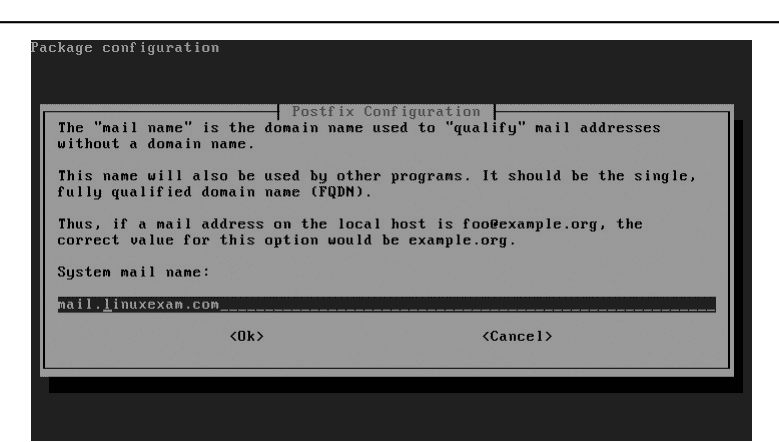 Package configuration
Postfix Configuration
The "mail name" is the domain name used to "qualify" mail addresses
without a domain name.
This name will also be used by other programs. It should be the single,
fully qualified domain name (FQDN).
Thus, if a mail address on the local host is foo@example.org, the
correct value for this option would be example.org.
System mail name:
mail.linuxexam.com
<Ok> <Cancel>